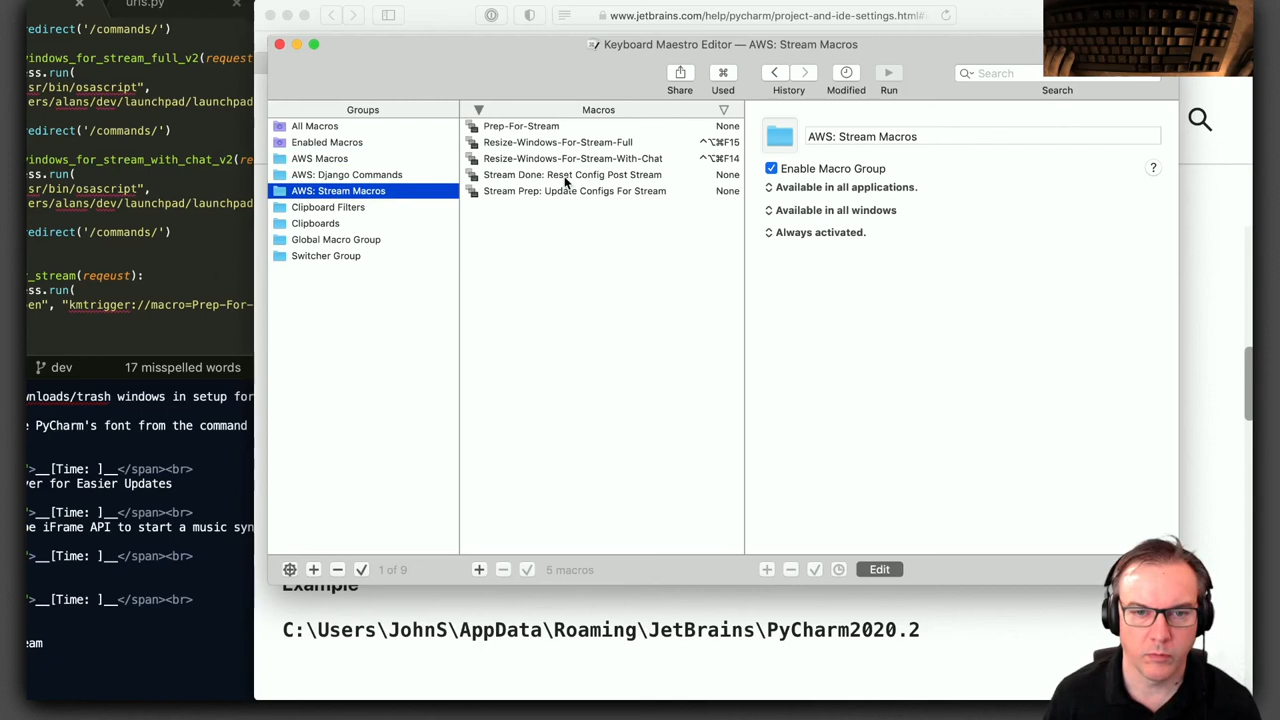 urls.py
edirect('/commands/')
windows_for_stream_full_v2(request
ess.run(
sr/bin/osascript",
ers/alans/dev/launchpad/launchpad
edirect('/commands/')
windows_for_stream_with_chat_v2(
ess.run(
sr/bin/osascript",
ers/alans/dev/launchpad/launchpad
edirect('/commands/')
r_stream(reqeust):
ess.run(
en", "kmtrigger://macro=Prep-For-
dev 17 misspelled words
wnloads/trash windows in setup for
e PyCharm's font from the command
">__[Time: ]__</span><br>
ver for Easier Updates
">__[Time: ]__</span><br>
be iFrame API to start a music syn
">__[Time: ]__</span><br>
">__[Time: ]__</span><br>
eam
www.jetbrains.com/help/pycharm/project-and-ide-settings.html#
Keyboard Maestro Editor — AWS: Stream Macros
Share Used History Modified Run Search
Search
Groups
All Macros
Enabled Macros
AWS Macros
AWS: Django Commands
AWS: Stream Macros
Clipboard Filters
Clipboards
Global Macro Group
Switcher Group
1 of 9
Macros
Prep-For-Stream None
Resize-Windows-For-Stream-Full ^⌥⌘F15
Resize-Windows-For-Stream-With-Chat ^⌥⌘F14
Stream Done: Reset Config Post Stream None
Stream Prep: Update Configs For Stream None
5 macros
AWS: Stream Macros
Enable Macro Group ?
Available in all applications.
Available in all windows
Always activated.
Edit
Example
C:\Users\JohnS\AppData\Roaming\JetBrains\PyCharm2020.2